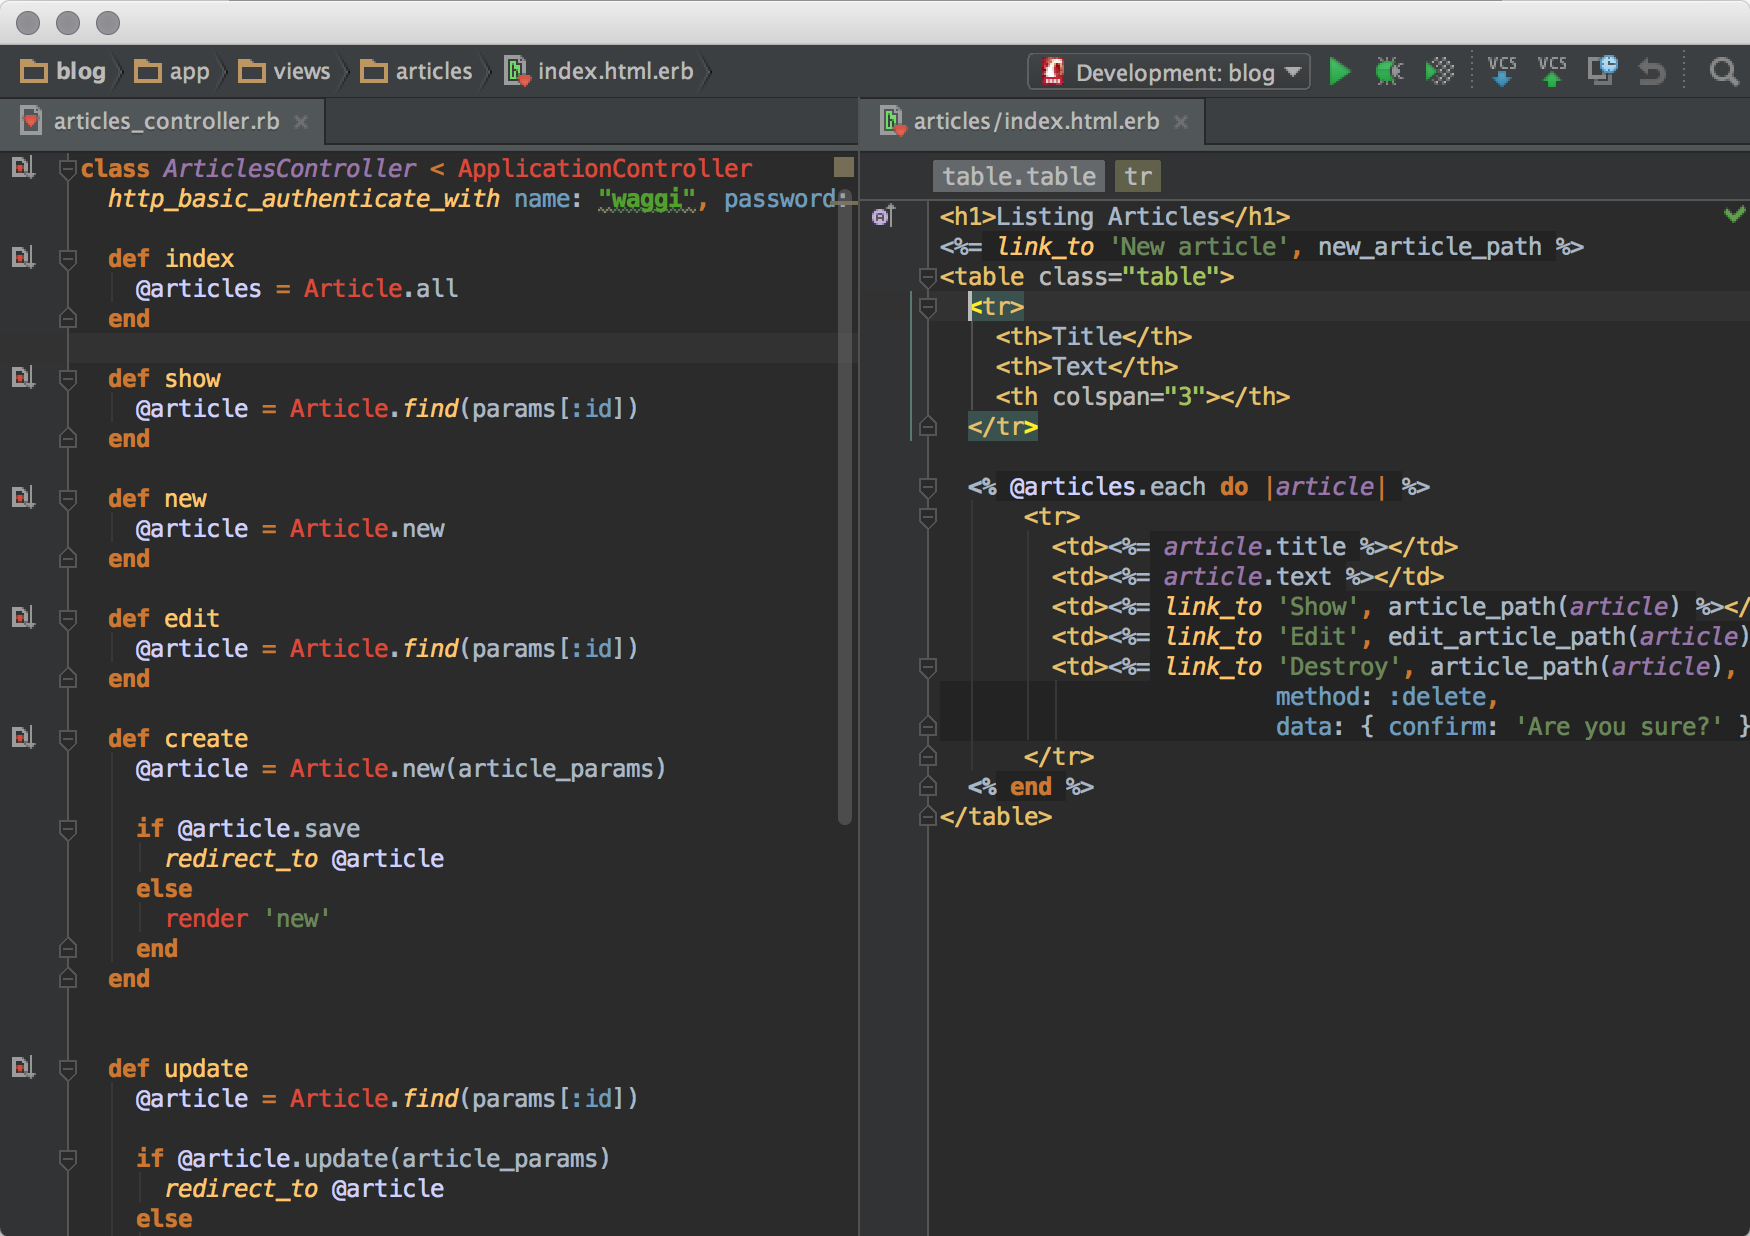 blog app views articles index.html.erb Development: blog VCS VCS
articles_controller.rb
class ArticlesController < ApplicationController
http_basic_authenticate_with name: "waggi", password:
def index
@articles = Article.all
end
def show
@article = Article.find(params[:id])
end
def new
@article = Article.new
end
def edit
@article = Article.find(params[:id])
end
def create
@article = Article.new(article_params)
if @article.save
redirect_to @article
else
render 'new'
end
end
def update
@article = Article.find(params[:id])
if @article.update(article_params)
redirect_to @article
else
articles/index.html.erb
table.table tr
<h1>Listing Articles</h1>
<%= link_to 'New article', new_article_path %>
<table class="table">
<tr>
<th>Title</th>
<th>Text</th>
<th colspan="3"></th>
</tr>
<% @articles.each do |article| %>
<tr>
<td><%= article.title %></td>
<td><%= article.text %></td>
<td><%= link_to 'Show', article_path(article) %></
<td><%= link_to 'Edit', edit_article_path(article)
<td><%= link_to 'Destroy', article_path(article),
method: :delete,
data: { confirm: 'Are you sure?' }
</tr>
<% end %>
</table>